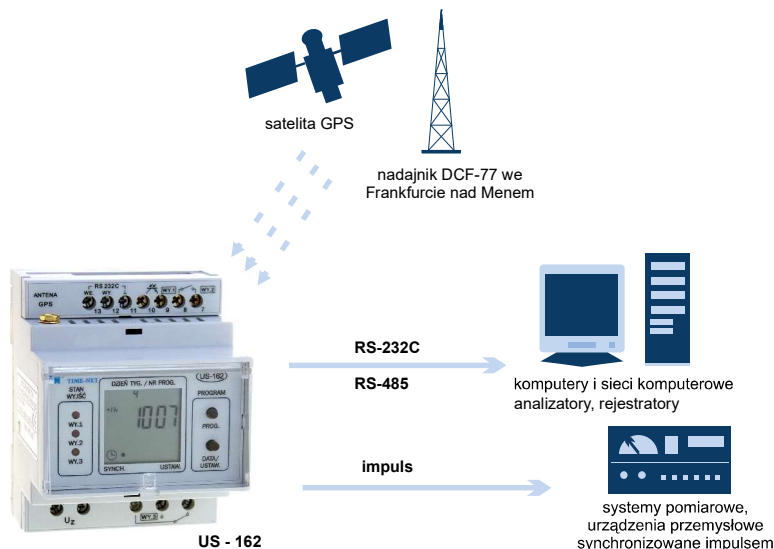 satelita GPS
nadajnik DCF-77 we
Frankfurcie nad Menem
RS 232C
WE. WY. WY.1 WY.2
ANTENA
GPS
13 12 11 10 9 8 7
TIME-NET
DZIEŃ TYG. / NR PROG.
US-162
STAN
WYJŚĆ
4
PROGRAM
+1h
1007
WY.1
PROG.
WY.2
WY.3
DATA/
USTAW.
SYNCH. USTAW.
Uz
WY.3
US - 162
RS-232C
RS-485
komputery i sieci komputerowe
analizatory, rejestratory
impuls
systemy pomiarowe,
urządzenia przemysłowe
synchronizowane impulsem